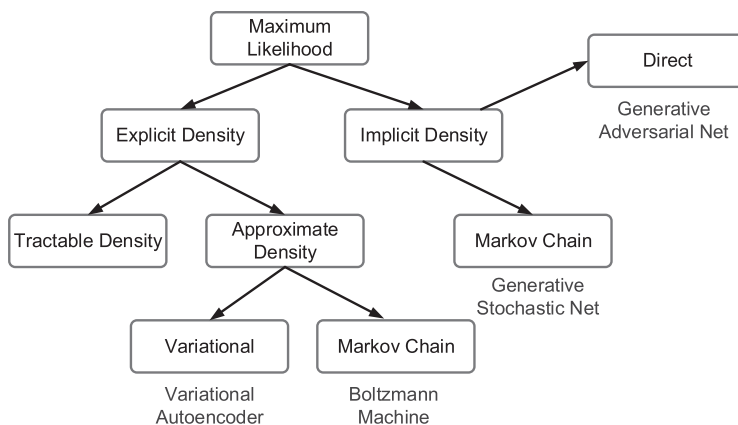 Maximum
Likelihood
Direct
Generative
Adversarial Net
Explicit Density
Implicit Density
Tractable Density
Approximate
Density
Markov Chain
Generative
Stochastic Net
Variational
Markov Chain
Variational
Autoencoder
Boltzmann
Machine